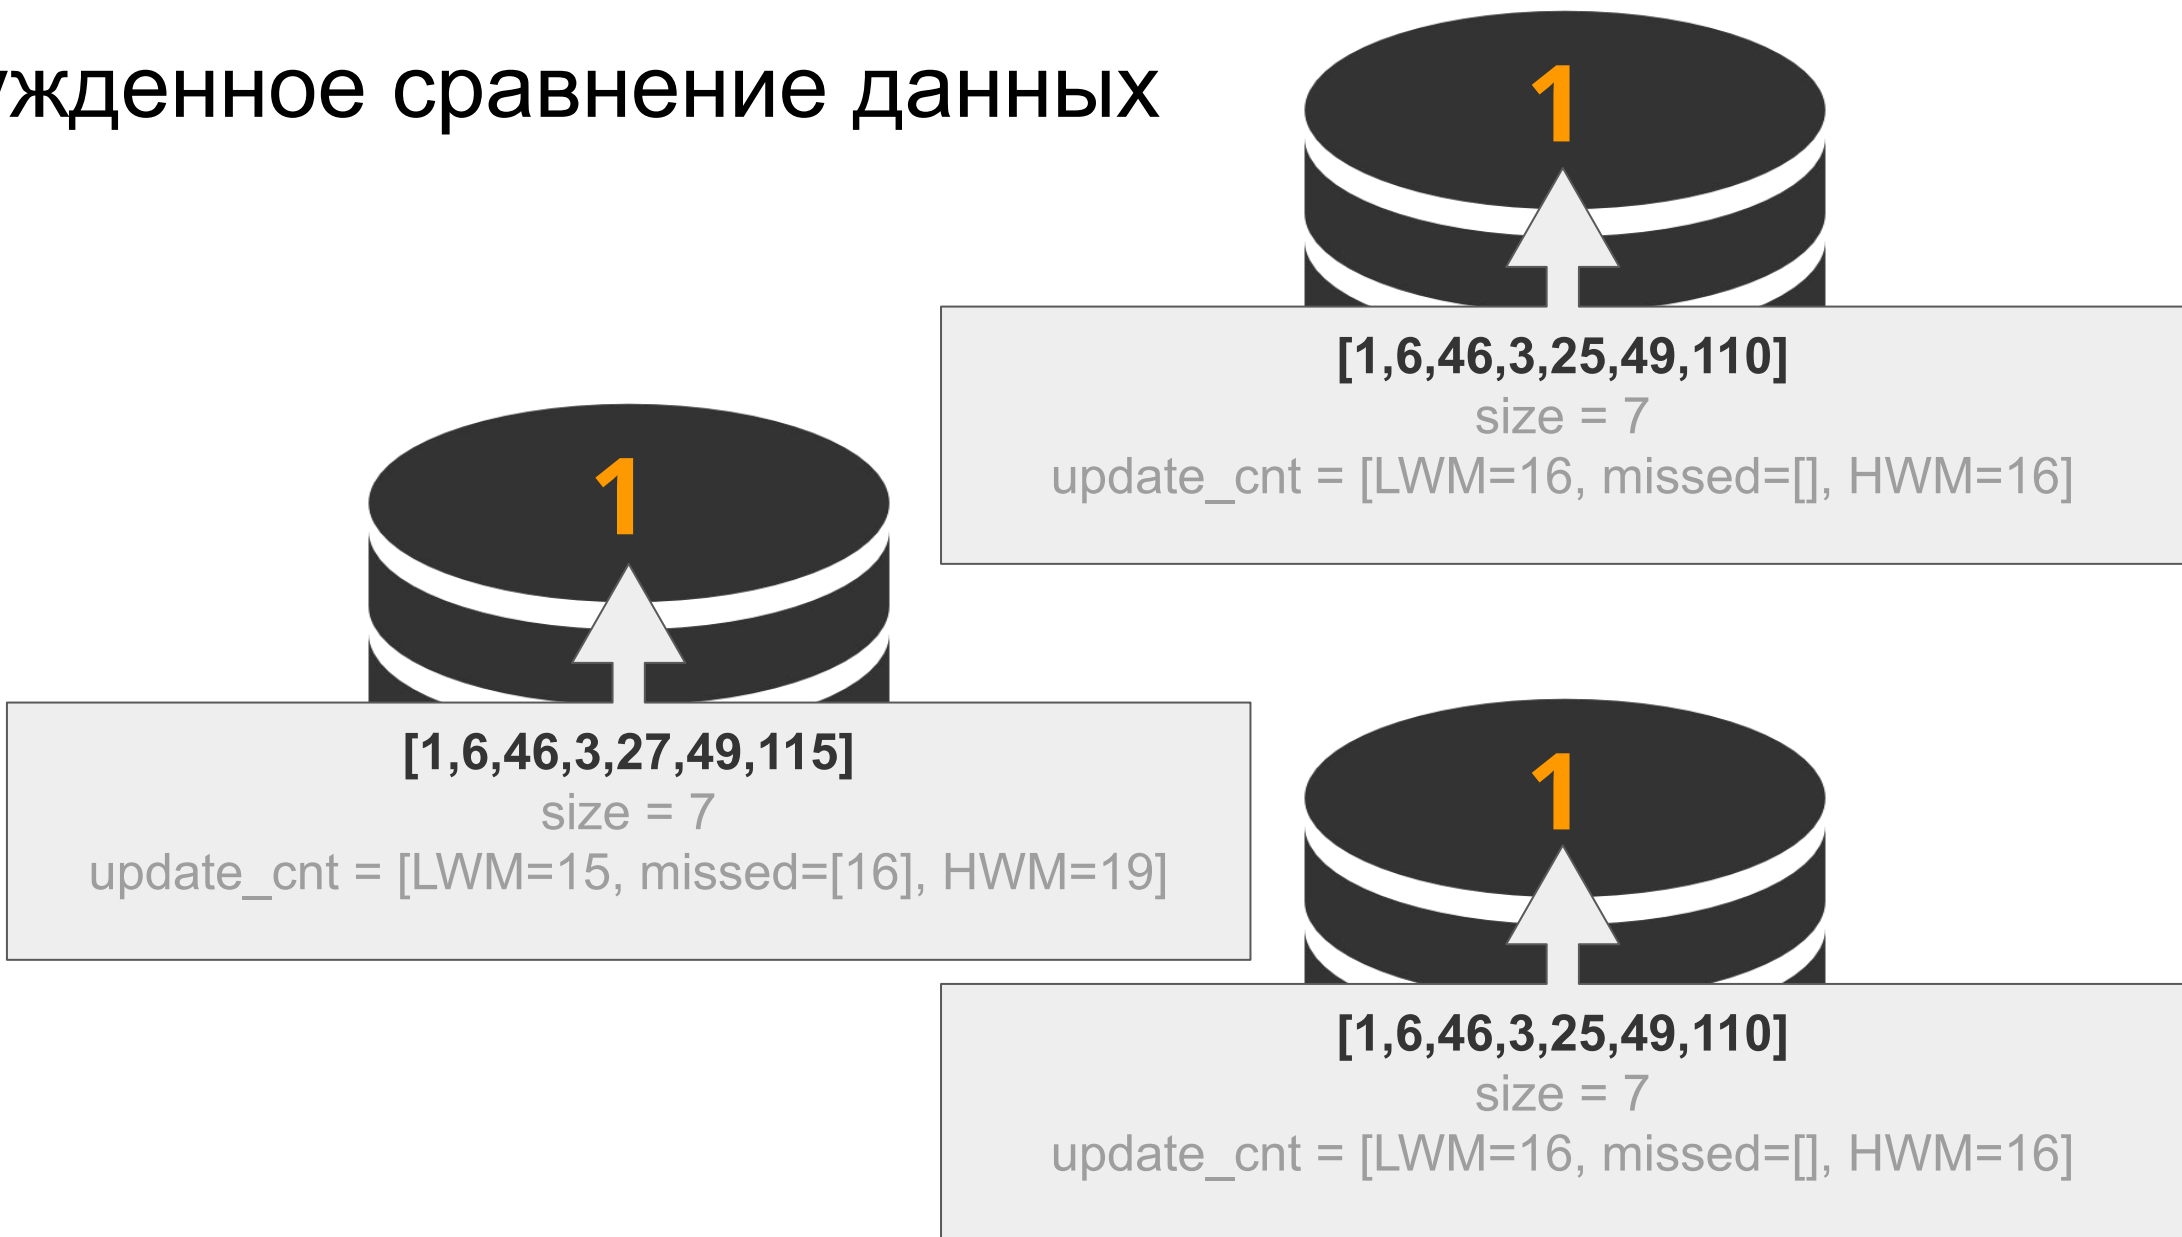 ужденное сравнение данных
1
[1,6,46,3,25,49,110]
size = 7
update_cnt = [LWM=16, missed=[], HWM=16]
1
[1,6,46,3,27,49,115]
size = 7
update_cnt = [LWM=15, missed=[16], HWM=19]
1
[1,6,46,3,25,49,110]
size = 7
update_cnt = [LWM=16, missed=[], HWM=16]